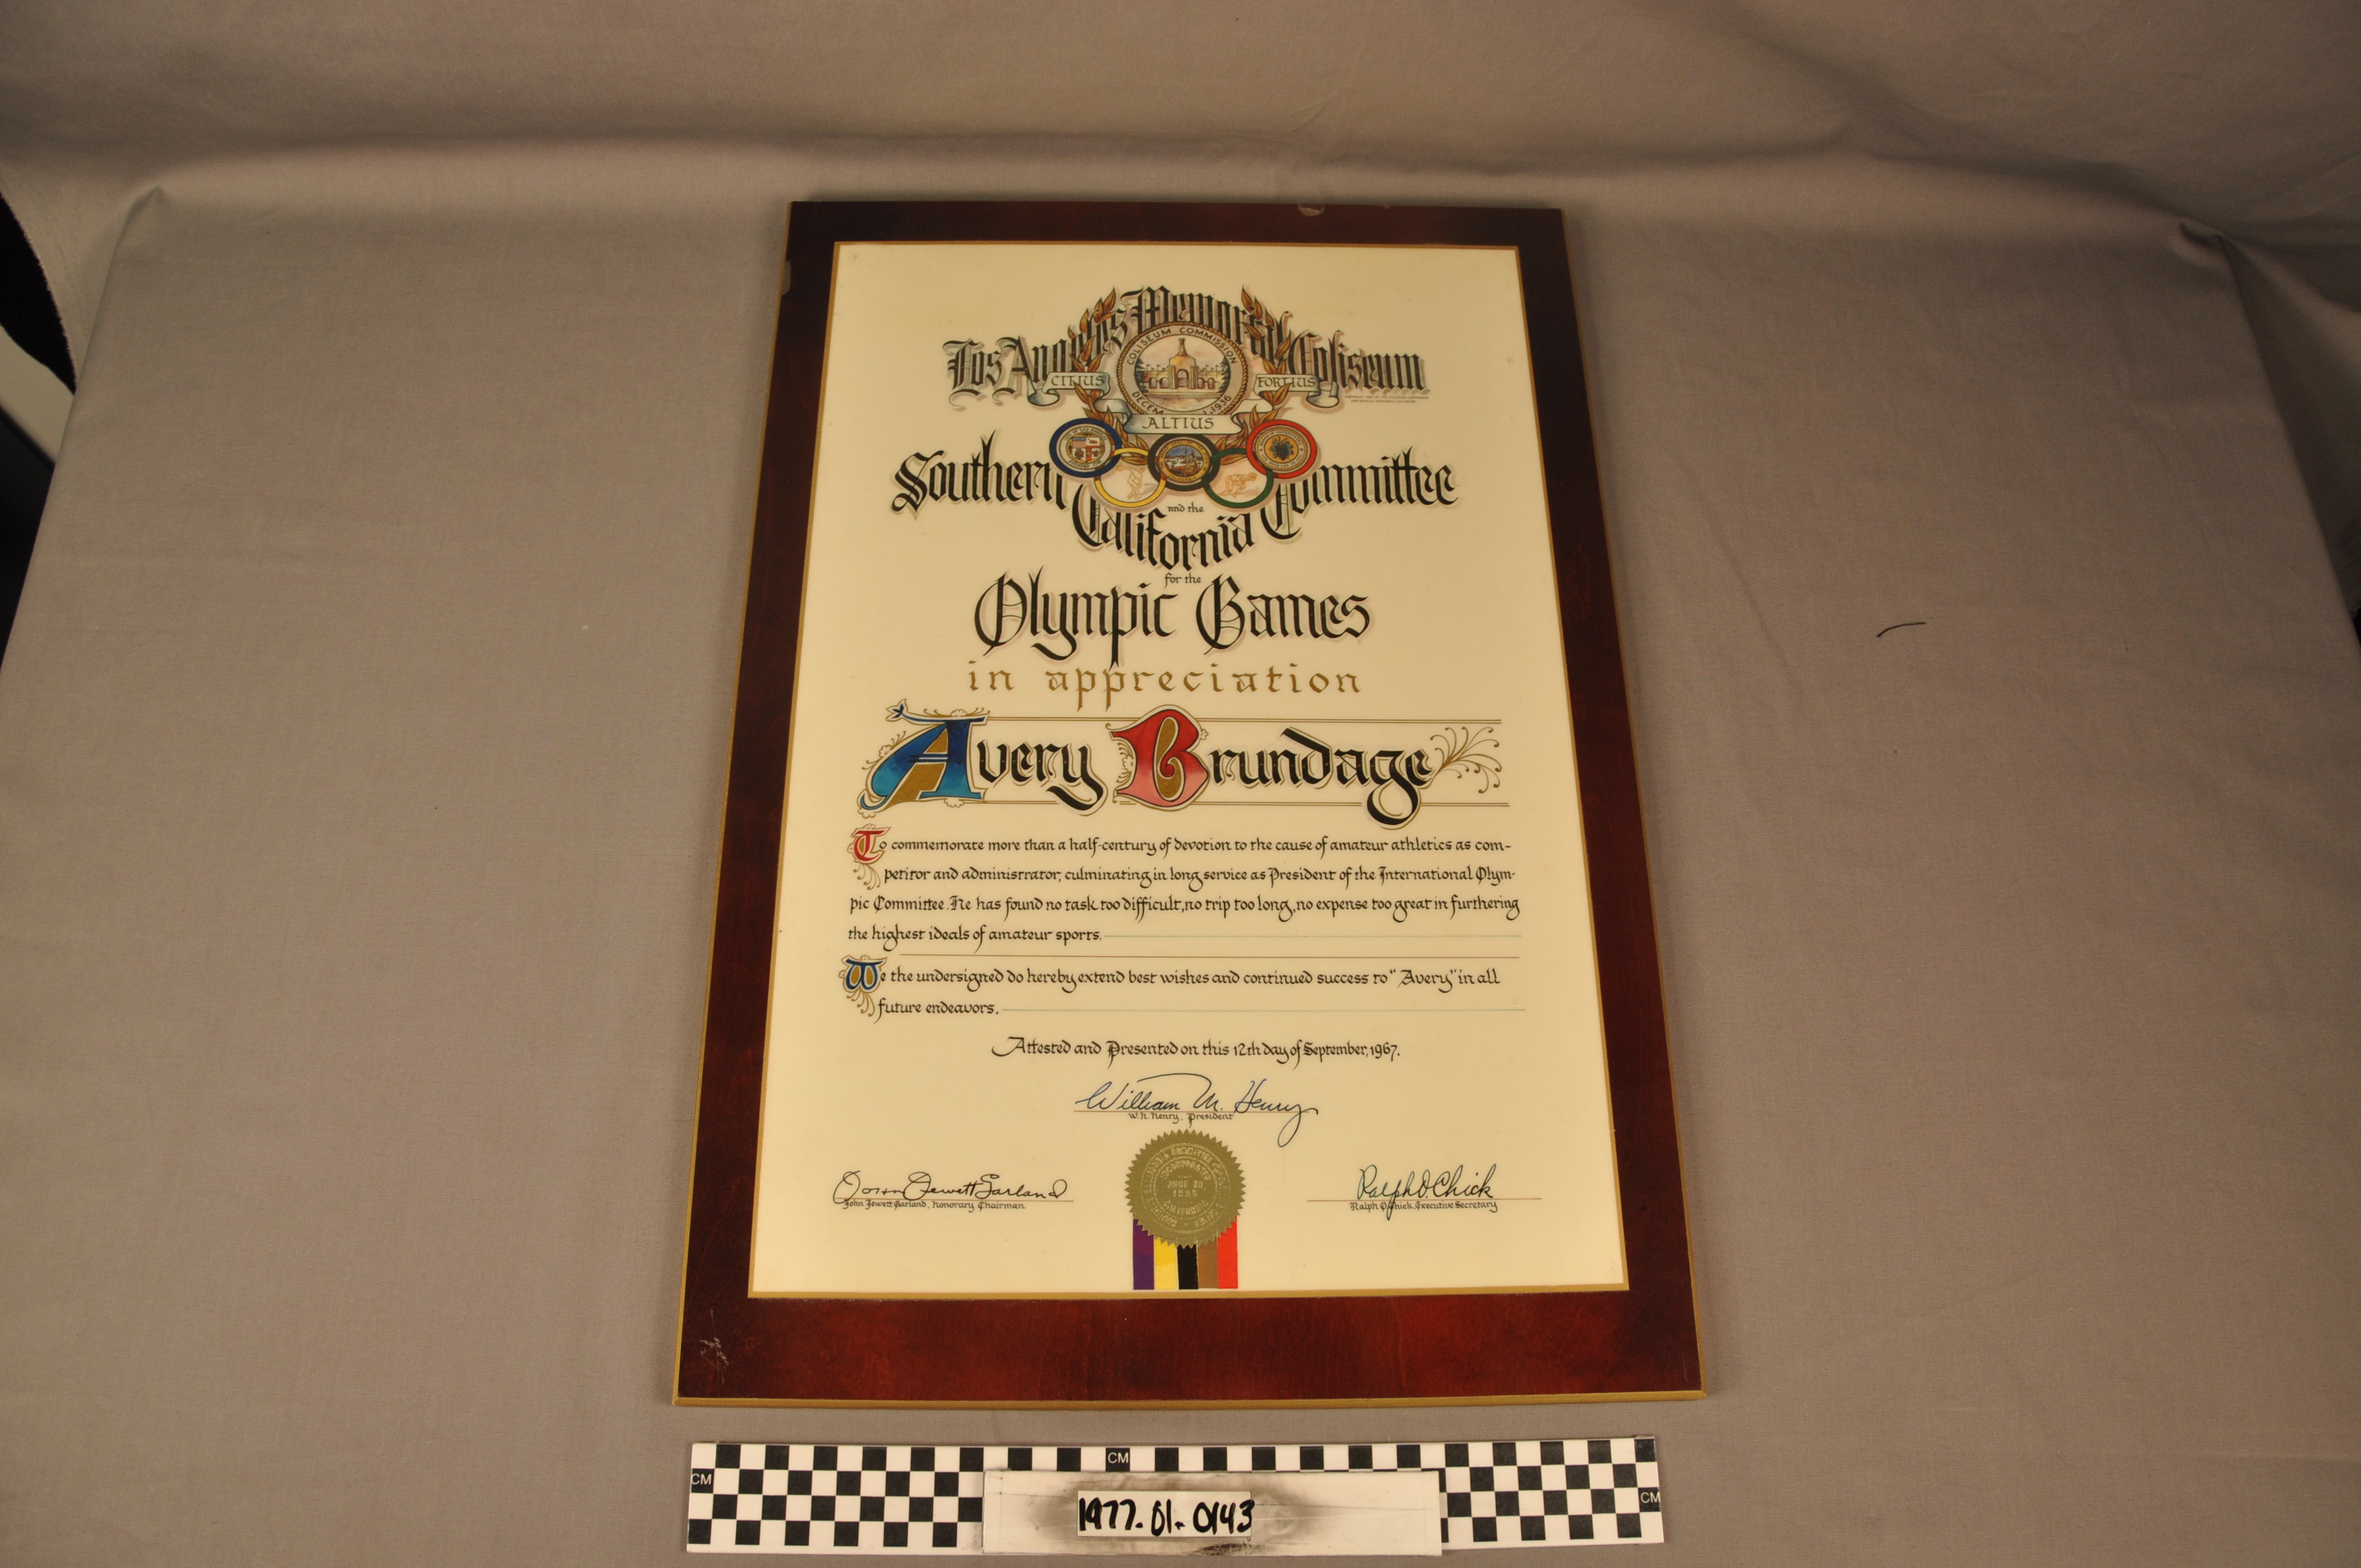 Los Angeles Memorial Coliseum
COLISEUM COMMISSION
CITIUS
FORTIUS
ALTIUS
and the
Southern California Committee
for the
Olympic Games
in appreciation
Avery Brundage
To commemorate more than a half-century of devotion to the cause of amateur athletics as com-
petitor and administrator, culminating in long service as President of the International Olym-
pic Committee. He has found no task too difficult, no trip too long, no expense too great in furthering
the highest ideals of amateur sports.
We the undersigned do hereby extend best wishes and continued success to "Avery" in all
future endeavors.
Attested and Presented on this 12th day of September, 1967.
William M. Henry
W. M. Henry, President
John Jewett Garland
John Jewett Garland, Honorary Chairman
Ralph O. Chick
Ralph O. Chick, Executive Secretary
CM
CM
CM
1977.01.0143